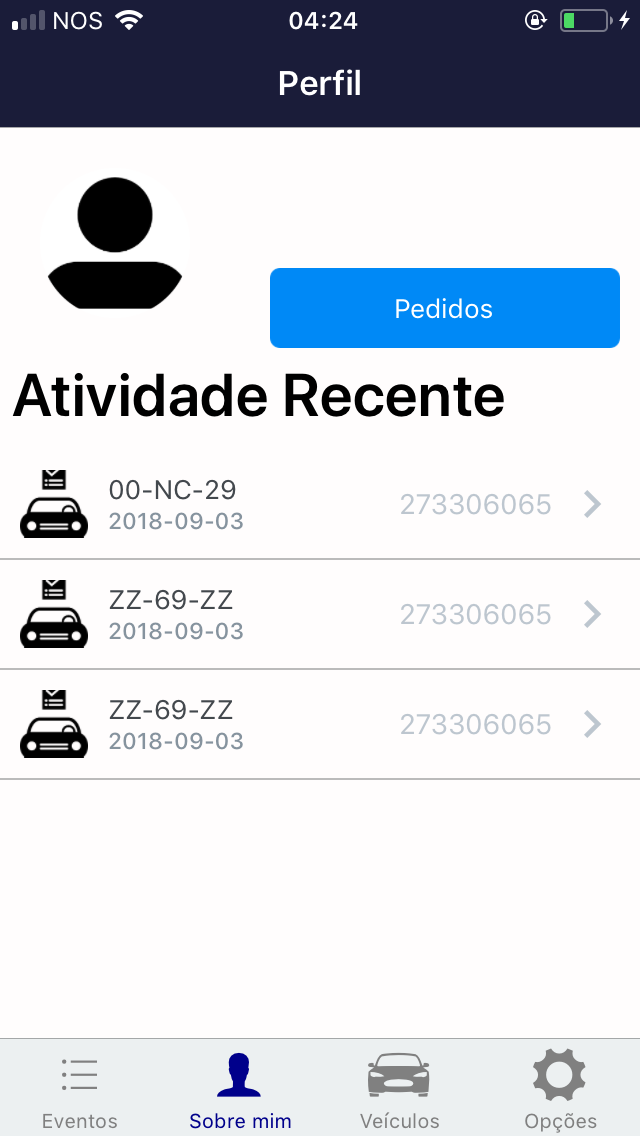 NOS 04:24
Perfil
Pedidos
Atividade Recente
00-NC-29
2018-09-03
273306065
ZZ-69-ZZ
2018-09-03
273306065
ZZ-69-ZZ
2018-09-03
273306065
Eventos Sobre mim Veículos Opções